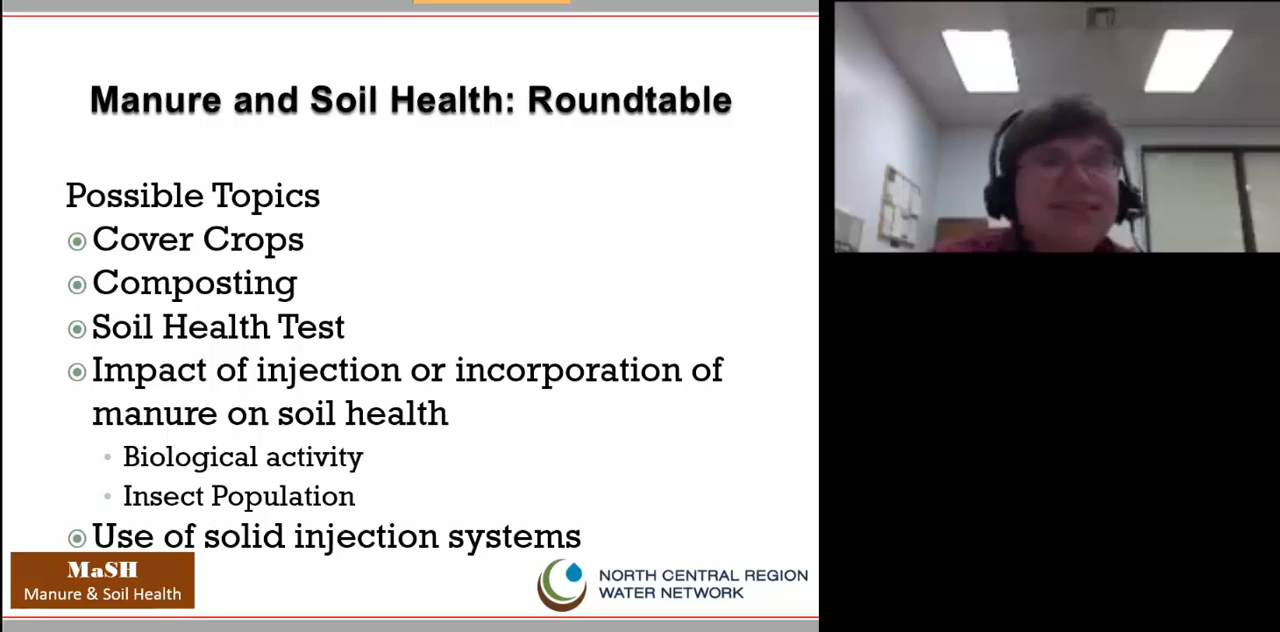 Manure and Soil Health: Roundtable
Possible Topics
Cover Crops
Composting
Soil Health Test
Impact of injection or incorporation of
manure on soil health
Biological activity
Insect Population
Use of solid injection systems
MaSH
Manure & Soil Health
NORTH CENTRAL REGION
WATER NETWORK